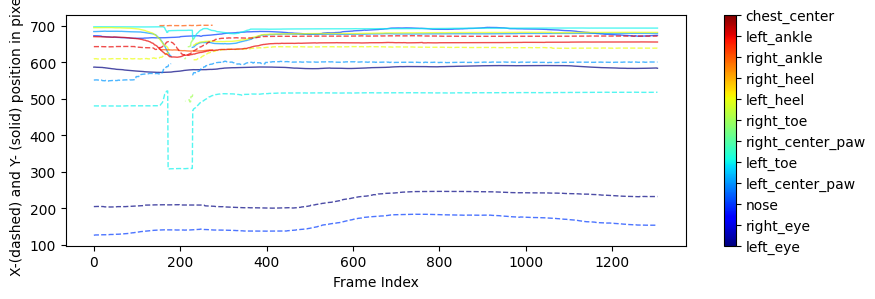 X-(dashed) and Y- (solid) position in pixe
700
600
500
400
300
200
100
0
200
400
600
800
1000
1200
Frame Index
chest_center
left_ankle
right_ankle
right_heel
left_heel
right_toe
right_center_paw
left_toe
left_center_paw
nose
right_eye
left_eye